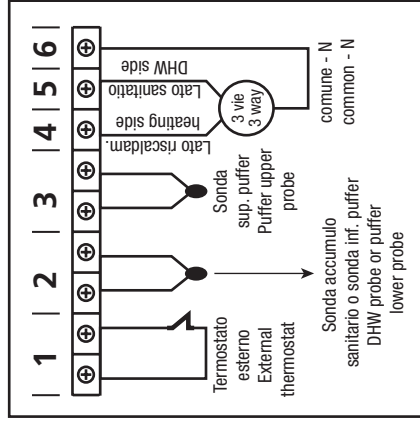 1
2
3
4
5
6
Termostato
esterno
External
thermostat
Sonda accumulo
sanitario o sonda inf. puffer
DHW probe or puffer
lower probe
Sonda
sup. puffer
Puffer upper
probe
Lato riscaldam.
heating side
Lato sanitatio
DHW side
3 vie
3 way
comune - N
common - N